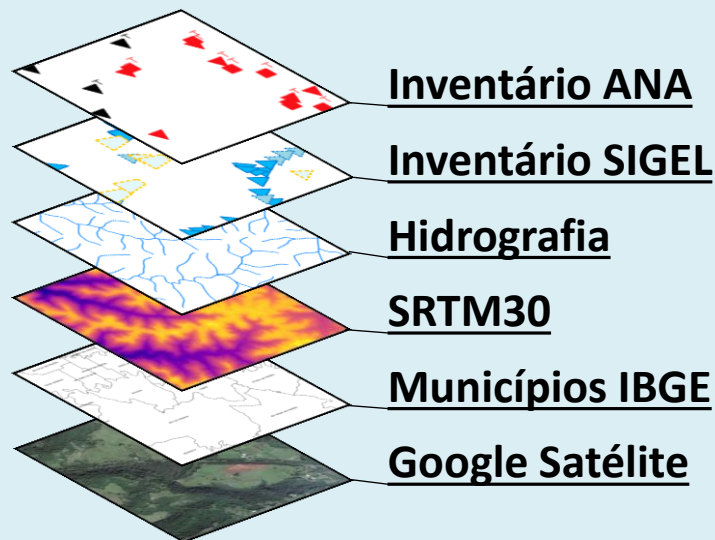 Inventário ANA
Inventário SIGEL
Hidrografia
SRTM30
Municípios IBGE
Google Satélite